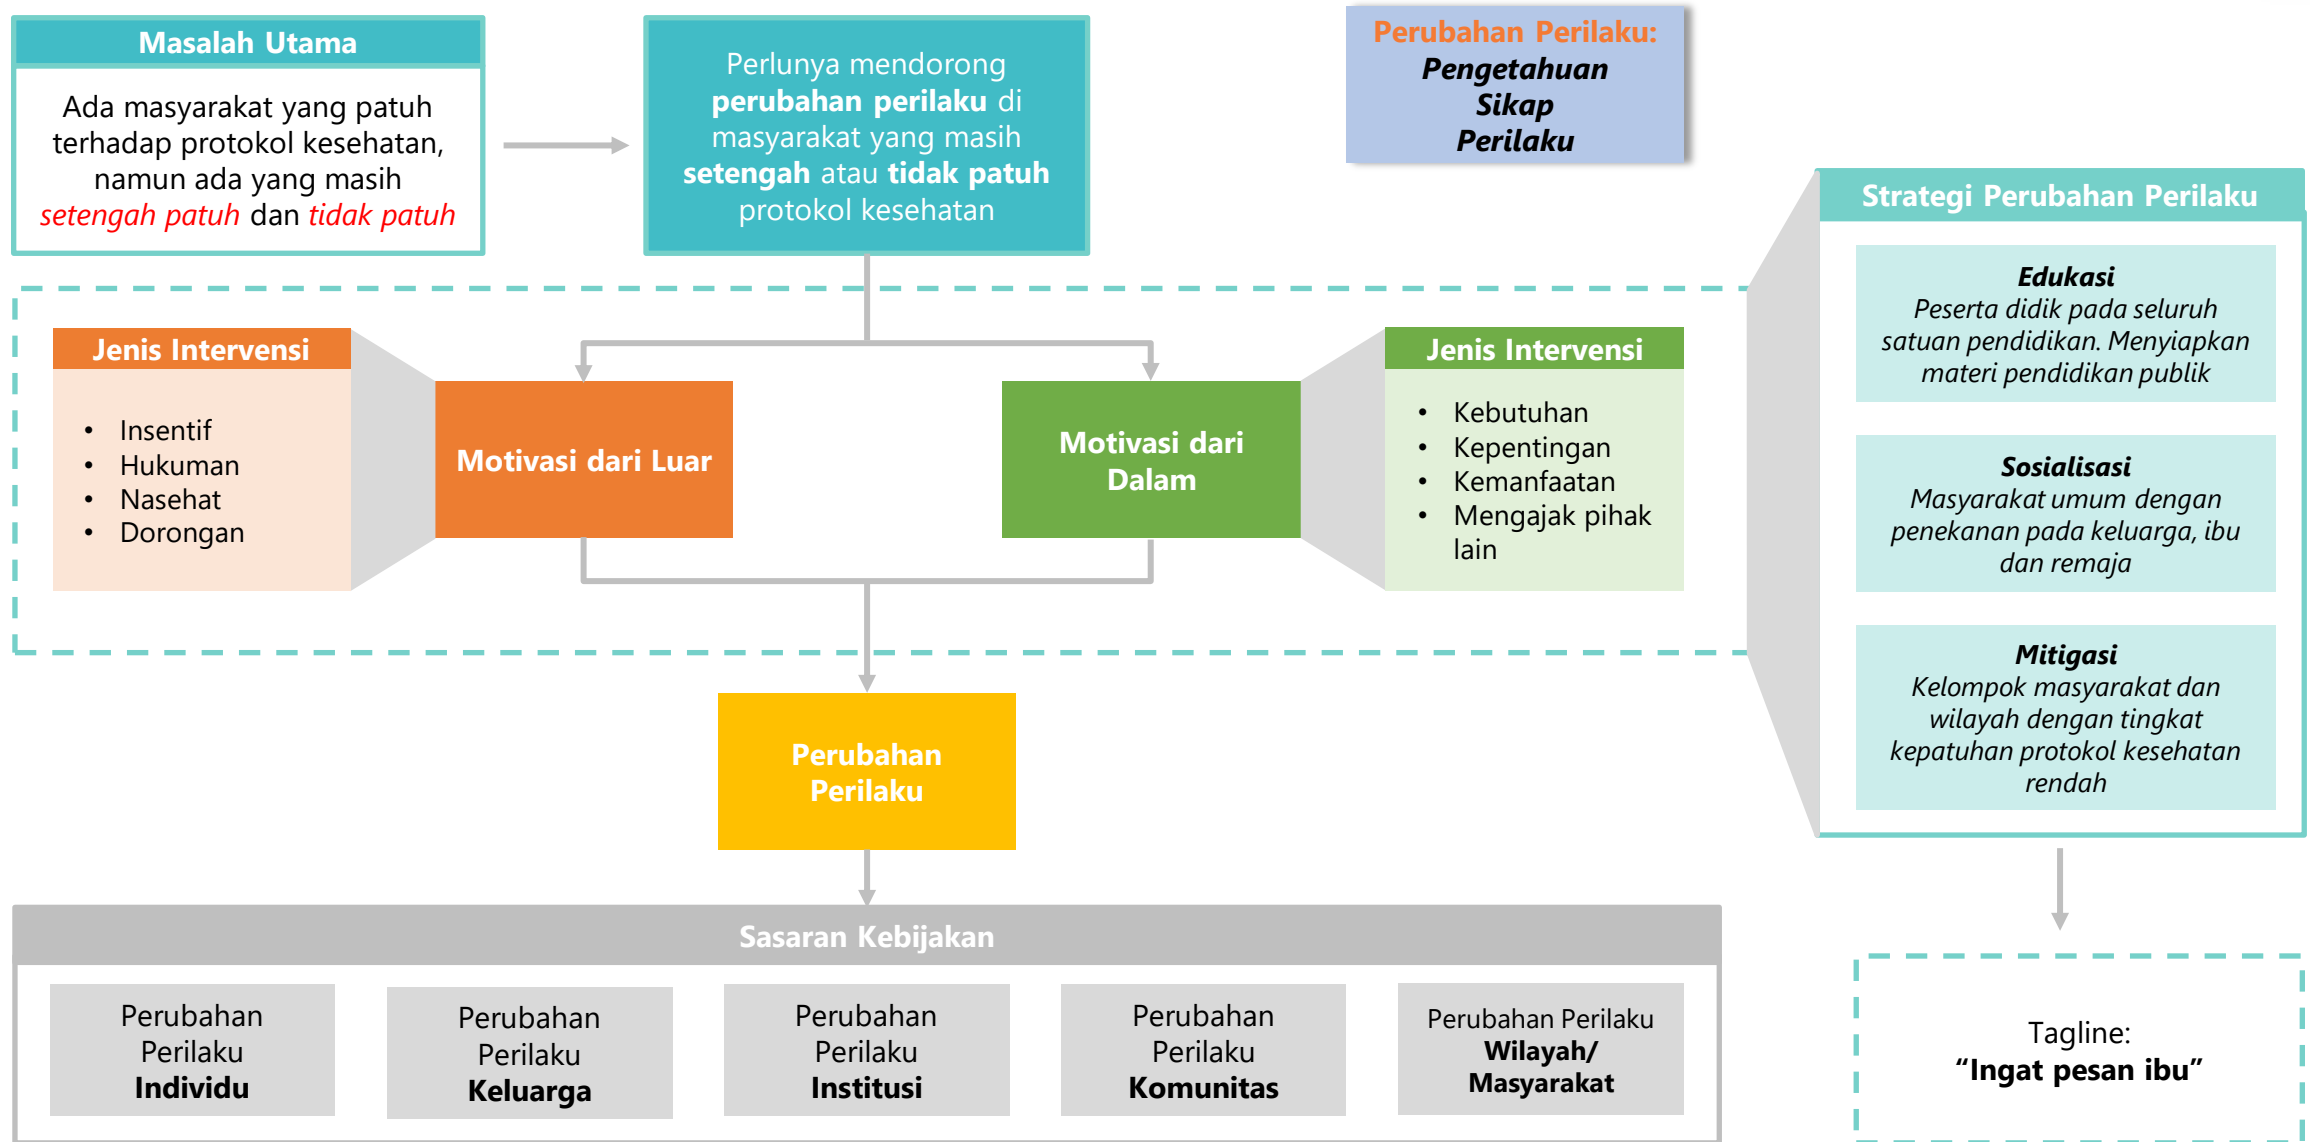 Masalah Utama
Ada masyarakat yang patuh
terhadap protokol kesehatan,
namun ada yang masih
setengah patuh dan tidak patuh
Perlunya mendorong
perubahan perilaku di
masyarakat yang masih
setengah atau tidak patuh
protokol kesehatan
Perubahan Perilaku:
Pengetahuan
Sikap
Perilaku
Jenis Intervensi
• Insentif
• Hukuman
• Nasehat
• Dorongan
Motivasi dari Luar
Motivasi dari
Dalam
Jenis Intervensi
• Kebutuhan
• Kepentingan
• Kemanfaatan
• Mengajak pihak
lain
Strategi Perubahan Perilaku
Edukasi
Peserta didik pada seluruh
satuan pendidikan. Menyiapkan
materi pendidikan publik
Sosialisasi
Masyarakat umum dengan
penekanan pada keluarga, ibu
dan remaja
Mitigasi
Kelompok masyarakat dan
wilayah dengan tingkat
kepatuhan protokol kesehatan
rendah
Perubahan
Perilaku
Sasaran Kebijakan
Perubahan
Perilaku
Individu
Perubahan
Perilaku
Keluarga
Perubahan
Perilaku
Institusi
Perubahan
Perilaku
Komunitas
Perubahan Perilaku
Wilayah/
Masyarakat
Tagline:
“Ingat pesan ibu”